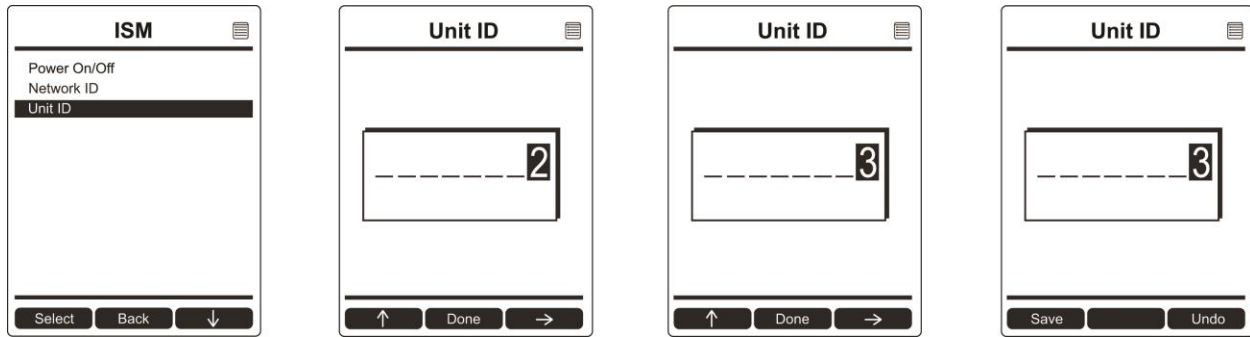 ISM
Power On/Off
Network ID
Unit ID
Select Back ↓
Unit ID
_ _ _ _ _ _ 2
↑ Done →
Unit ID
_ _ _ _ _ _ 3
↑ Done →
Unit ID
_ _ _ _ _ _ 3
Save Undo